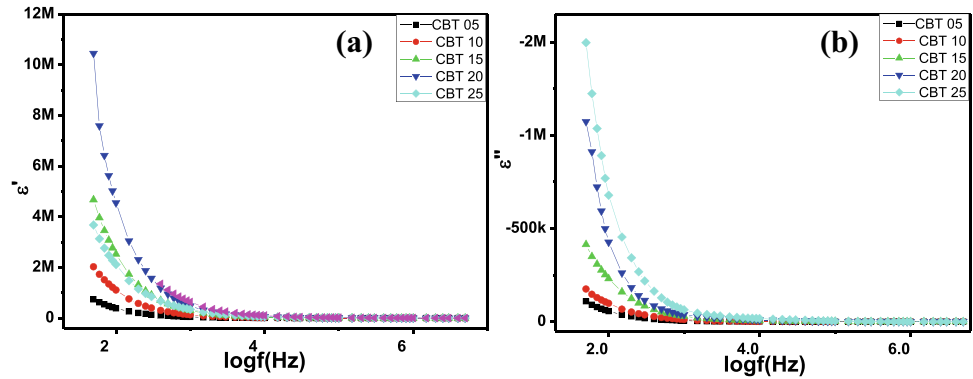 12M
10M
8M
6M
4M
2M
0
ε'
2
4
6
logf(Hz)
(a)
CBT 05
CBT 10
CBT 15
CBT 20
CBT 25
-2M
-1M
-500k
0
ε"
2.0
4.0
6.0
logf(Hz)
(b)
CBT 05
CBT 10
CBT 15
CBT 20
CBT 25